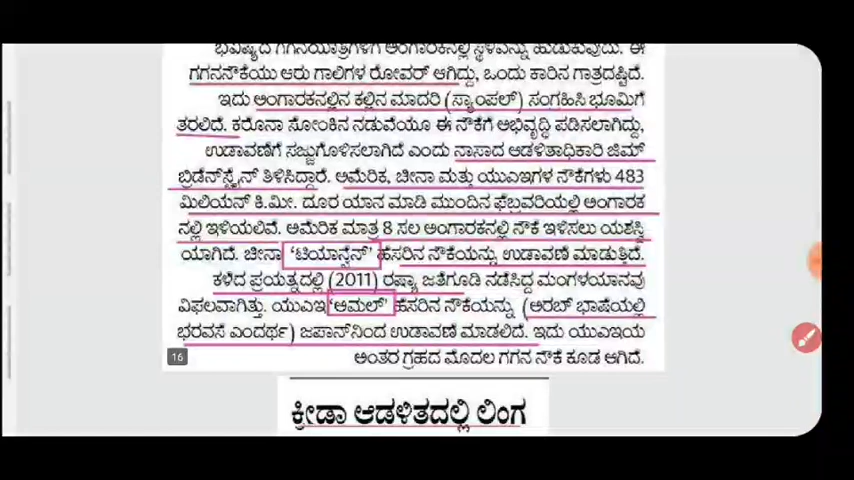 ಭವಿಷ್ಯದ ಗಗನಯಾತ್ರಿಗಳಿಗೆ ಅಂಗಾರಕನಲ್ಲಿ ಸ್ಥಳವನ್ನು ಹುಡುಕುವುದು. ಈ
ಗಗನನೌಕೆಯು ಆರು ಗಾಲಿಗಳ ರೋವರ್ ಆಗಿದ್ದು, ಒಂದು ಕಾರಿನ ಗಾತ್ರದಷ್ಟಿದೆ.
ಇದು ಅಂಗಾರಕನಲ್ಲಿನ ಕಲ್ಲಿನ ಮಾದರಿ (ಸ್ಯಾಂಪಲ್) ಸಂಗಹಿಸಿ ಭೂಮಿಗೆ
ತರಲಿದೆ. ಕರೊನಾ ಸೋಂಕಿನ ನಡುವೆಯೂ ಈ ನೌಕೆಗೆ ಅಭಿವೃದ್ಧಿ ಪಡಿಸಲಾಗಿದ್ದು,
ಉಡಾವಣೆಗೆ ಸಜ್ಜುಗೊಳಿಸಲಾಗಿದೆ ಎಂದು ನಾಸಾದ ಆಡಳಿತಾಧಿಕಾರಿ ಜಿಮ್
ಬ್ರಿಡೆನ್‌ಸ್ಟೈನ್ ತಿಳಿಸಿದ್ದಾರೆ. ಅಮೆರಿಕ, ಚೀನಾ ಮತ್ತು ಯುಎಇಗಳ ನೌಕೆಗಳು 483
ಮಿಲಿಯನ್ ಕಿ.ಮೀ. ದೂರ ಯಾನ ಮಾಡಿ ಮುಂದಿನ ಫೆಬ್ರವರಿಯಲ್ಲಿ ಅಂಗಾರಕ
ನಲ್ಲಿ ಇಳಿಯಲಿವೆ. ಅಮೆರಿಕ ಮಾತ್ರ 8 ಸಲ ಅಂಗಾರಕನಲ್ಲಿ ನೌಕೆ ಇಳಿಸಲು ಯಶಸ್ವಿ
ಯಾಗಿದೆ. ಚೀನಾ 'ಟಿಯಾನ್ವೆನ್' ಹೆಸರಿನ ನೌಕೆಯನ್ನು ಉಡಾವಣೆ ಮಾಡುತ್ತಿದೆ.
ಕಳೆದ ಪ್ರಯತ್ನದಲ್ಲಿ (2011) ರಷ್ಯಾ ಜತೆಗೂಡಿ ನಡೆಸಿದ್ದ ಮಂಗಳಯಾನವು
ವಿಫಲವಾಗಿತ್ತು. ಯುಎಇ 'ಅಮಲ್' ಹೆಸರಿನ ನೌಕೆಯನ್ನು (ಅರಬ್ ಭಾಷೆಯಲ್ಲಿ
ಭರವಸೆ ಎಂದರ್ಥ) ಜಪಾನ್‌ನಿಂದ ಉಡಾವಣೆ ಮಾಡಲಿದೆ. ಇದು ಯುಎಇಯ
ಅಂತರ ಗ್ರಹದ ಮೊದಲ ಗಗನ ನೌಕೆ ಕೂಡ ಆಗಿದೆ.
16
ಕ್ರೀಡಾ ಆಡಳಿತದಲ್ಲಿ ಲಿಂಗ